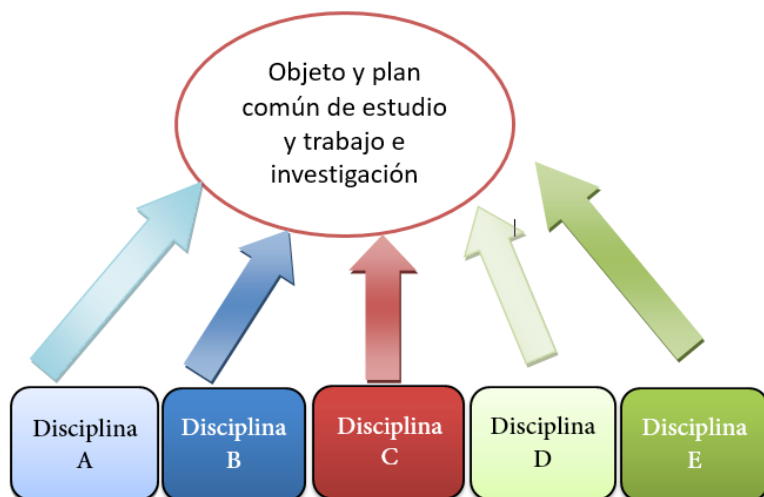 Objeto y plan
común de estudio
y trabajo e
investigación
Disciplina
A
Disciplina
B
Disciplina
C
Disciplina
D
Disciplina
E